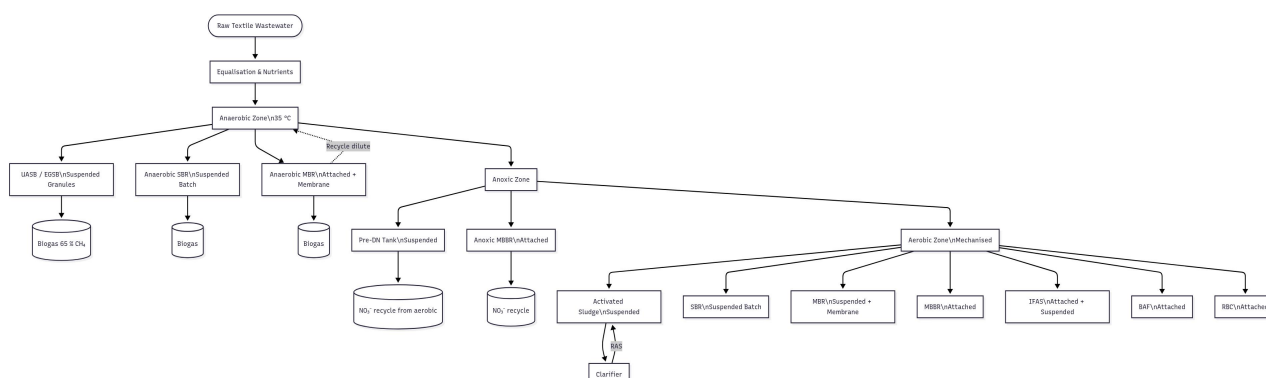 Raw Textile Wastewater
Equalisation & Nutrients
Anaerobic Zone\n35 °C
Recycle dilute
UASB / EGSB\nSuspended
Granules
Anaerobic SBR\nSuspended
Batch
Anaerobic MBR\nAttached +
Membrane
Anoxic Zone
Biogas 65 % CH₄
Biogas
Biogas
Pre-DN Tank\nSuspended
Anoxic MBBR\nAttached
Aerobic Zone\nMechanised
NO₃⁻ recycle from aerobic
NO₃⁻ recycle
Activated
Sludge\nSuspended
SBR\nSuspended Batch
MBR\nSuspended +
Membrane
MBBR\nAttached
IFAS\nAttached +
Suspended
BAF\nAttached
RBC\nAttached
RAS
Clarifier